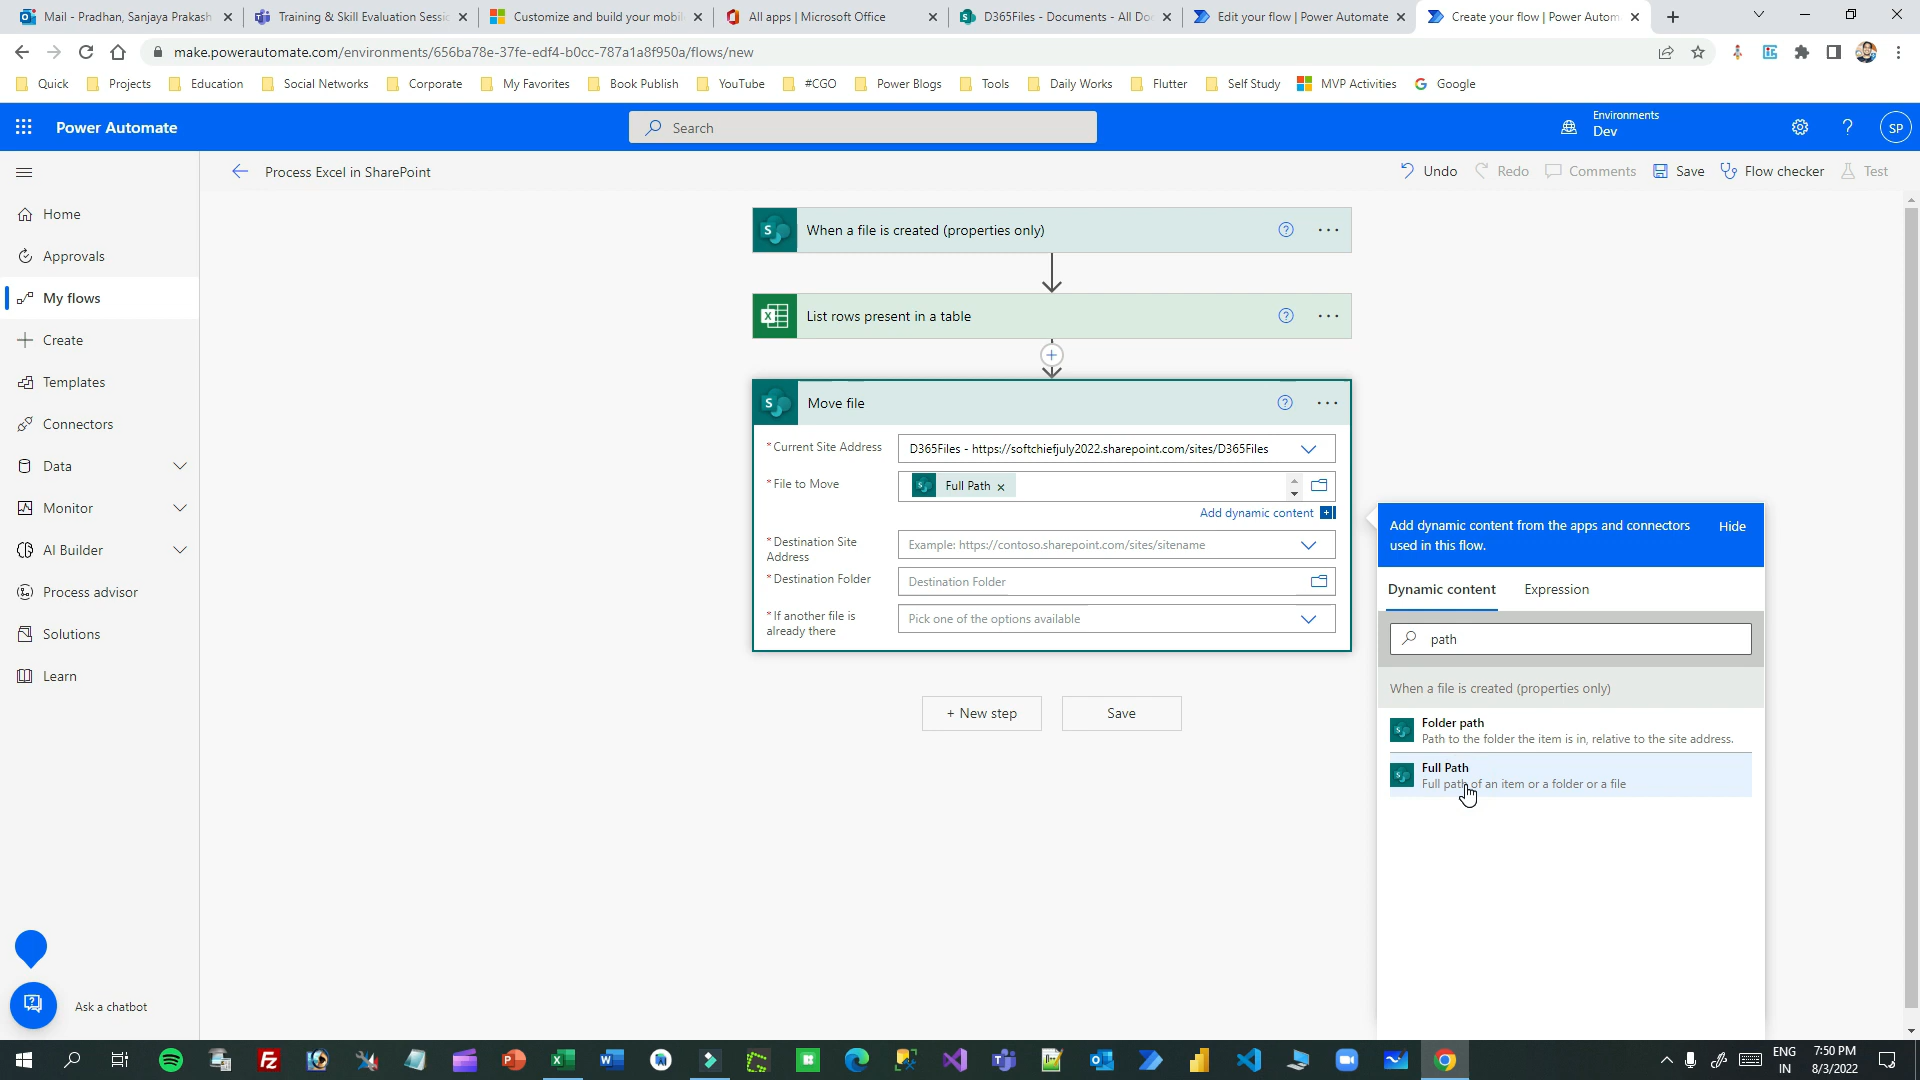 Mail - Pradhan, Sanjaya Prakash
Training & Skill Evaluation Sessi
Customize and build your mobil
All apps | Microsoft Office
D365Files - Documents - All Doc
Edit your flow | Power Automate
Create your flow | Power Autom
make.powerautomate.com/environments/656ba78e-37fe-edf4-b0cc-787a1a8f950a/flows/new
Quick
Projects
Education
Social Networks
Corporate
My Favorites
Book Publish
YouTube
#CGO
Power Blogs
Tools
Daily Works
Flutter
Self Study
MVP Activities
Google
Power Automate
Search
Environments
Dev
SP
Process Excel in SharePoint
Undo
Redo
Comments
Save
Flow checker
Test
Home
Approvals
My flows
Create
Templates
Connectors
Data
Monitor
AI Builder
Process advisor
Solutions
Learn
Ask a chatbot
When a file is created (properties only)
List rows present in a table
Move file
* Current Site Address
D365Files - https://softchiefjuly2022.sharepoint.com/sites/D365Files
* File to Move
Full Path
Add dynamic content
* Destination Site
Address
Example: https://contoso.sharepoint.com/sites/sitename
* Destination Folder
Destination Folder
* If another file is
already there
Pick one of the options available
+ New step
Save
Add dynamic content from the apps and connectors
used in this flow.
Hide
Dynamic content
Expression
path
When a file is created (properties only)
Folder path
Path to the folder the item is in, relative to the site address.
Full Path
Full path of an item or a folder or a file
ENG
IN
7:50 PM
8/3/2022